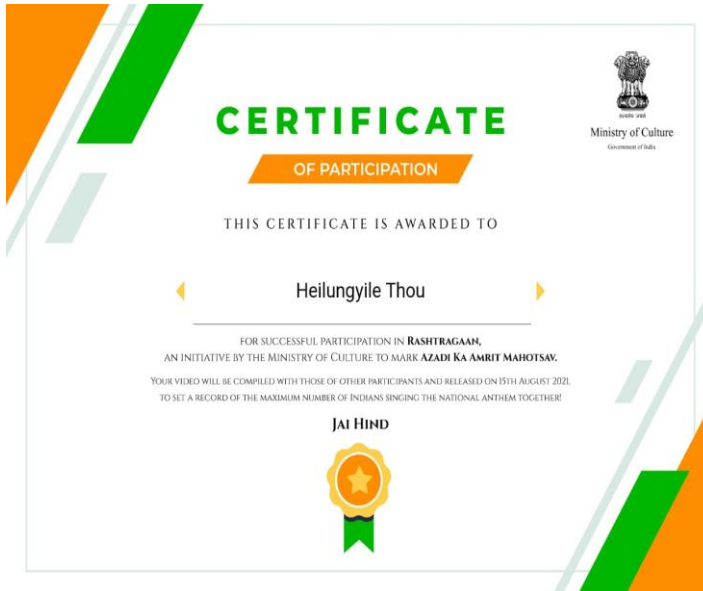 CERTIFICATE
OF PARTICIPATION
सत्यमेव जयते
Ministry of Culture
Government of India
THIS CERTIFICATE IS AWARDED TO
Heilungyile Thou
FOR SUCCESSFUL PARTICIPATION IN RASHTRAGAAN,
AN INITIATIVE BY THE MINISTRY OF CULTURE TO MARK AZADI KA AMRIT MAHOTSAV.
YOUR VIDEO WILL BE COMPILED WITH THOSE OF OTHER PARTICIPANTS AND RELEASED ON 15TH AUGUST 2021,
TO SET A RECORD OF THE MAXIMUM NUMBER OF INDIANS SINGING THE NATIONAL ANTHEM TOGETHER!
JAI HIND